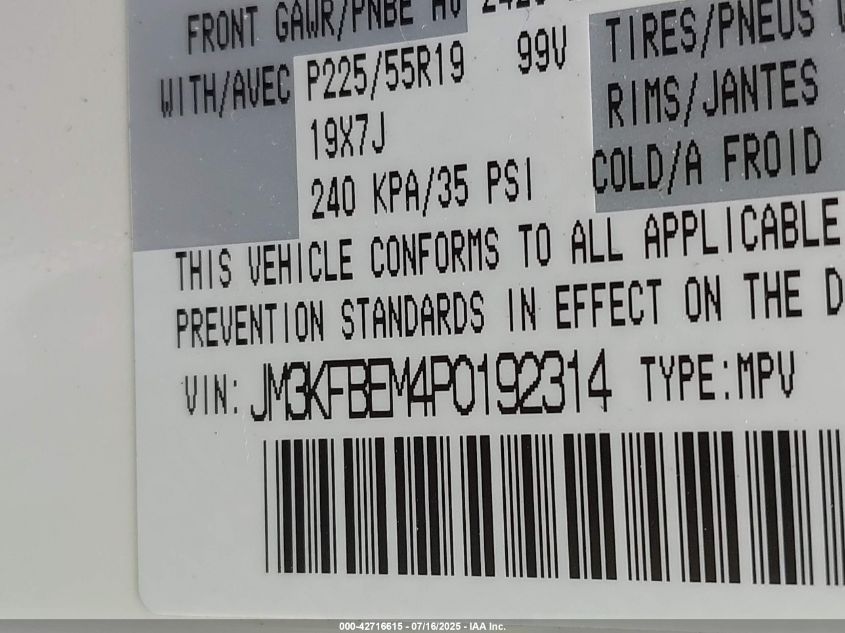 FRONT GAWR/PNBE AV
WITH/AVEC P225/55R19 99V TIRES/PNEUS
19X7J RIMS/JANTES
240 KPA/35 PSI COLD/A FROID
THIS VEHICLE CONFORMS TO ALL APPLICABLE
PREVENTION STANDARDS IN EFFECT ON THE D
VIN: JM3KFBEM4P0192314 TYPE:MPV
000-42716615 - 07/16/2025 - IAA Inc.